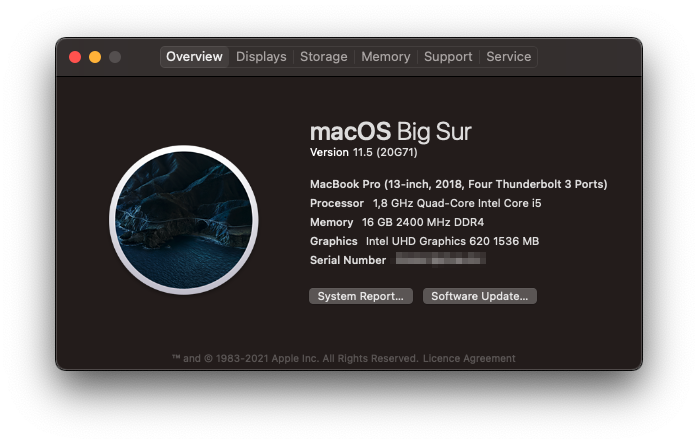 Overview Displays Storage Memory Support Service
macOS Big Sur
Version 11.5 (20G71)
MacBook Pro (13-inch, 2018, Four Thunderbolt 3 Ports)
Processor 1,8 GHz Quad-Core Intel Core i5
Memory 16 GB 2400 MHz DDR4
Graphics Intel UHD Graphics 620 1536 MB
Serial Number
System Report... Software Update...
™ and © 1983-2021 Apple Inc. All Rights Reserved. Licence Agreement